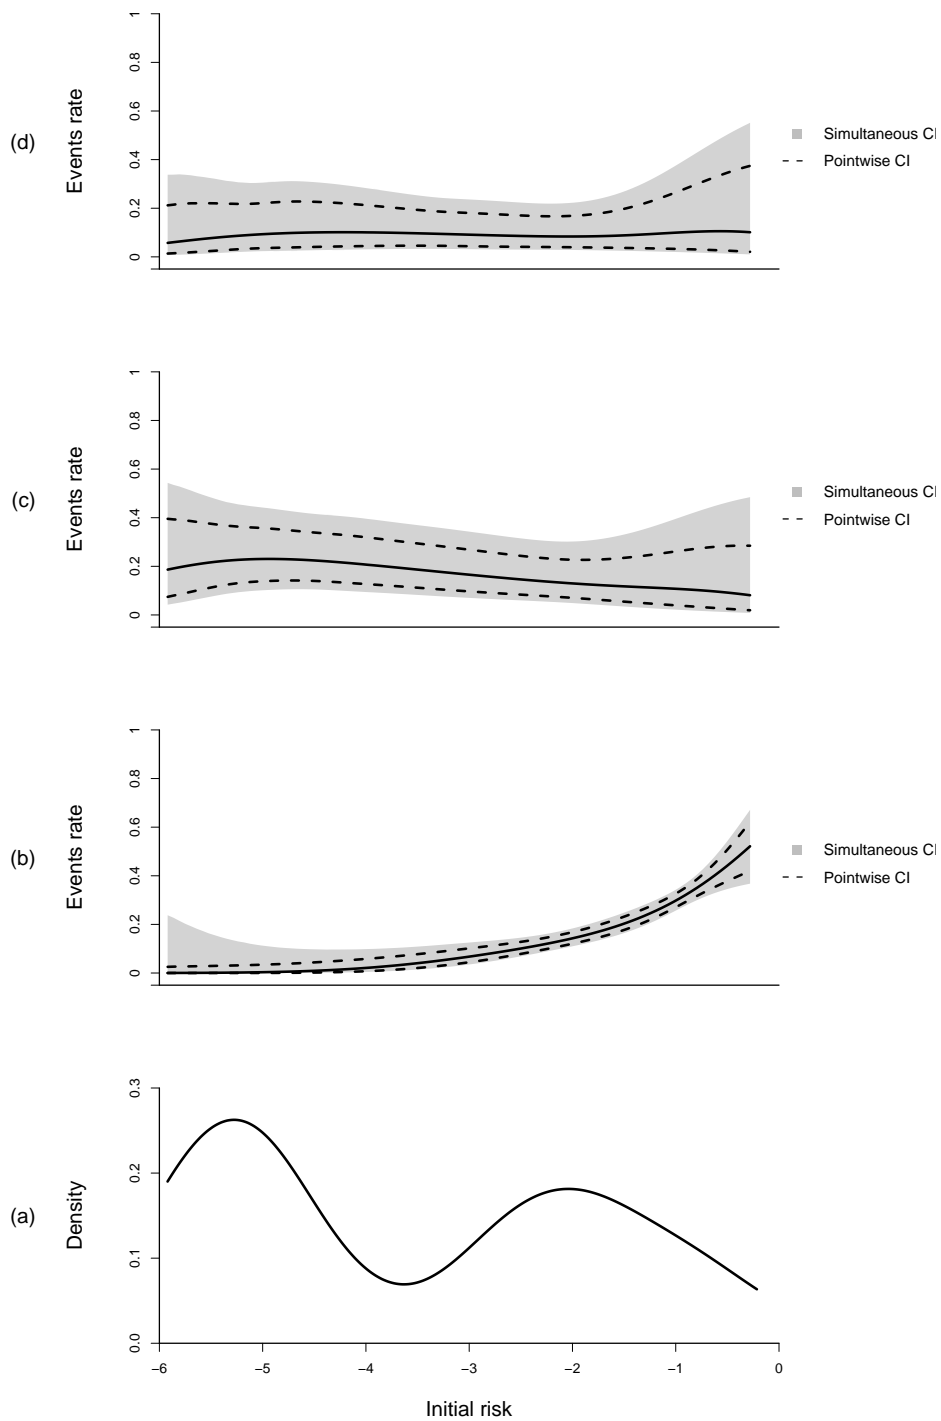 (d)
Events rate
1
0.8
0.6
0.4
0.2
0
Simultaneous CI
Pointwise CI
(c)
Events rate
1
0.8
0.6
0.4
0.2
0
Simultaneous CI
Pointwise CI
(b)
Events rate
1
0.8
0.6
0.4
0.2
0
Simultaneous CI
Pointwise CI
(a)
Density
0.3
0.2
0.1
0.0
−6 −5 −4 −3 −2 −1 0
Initial risk